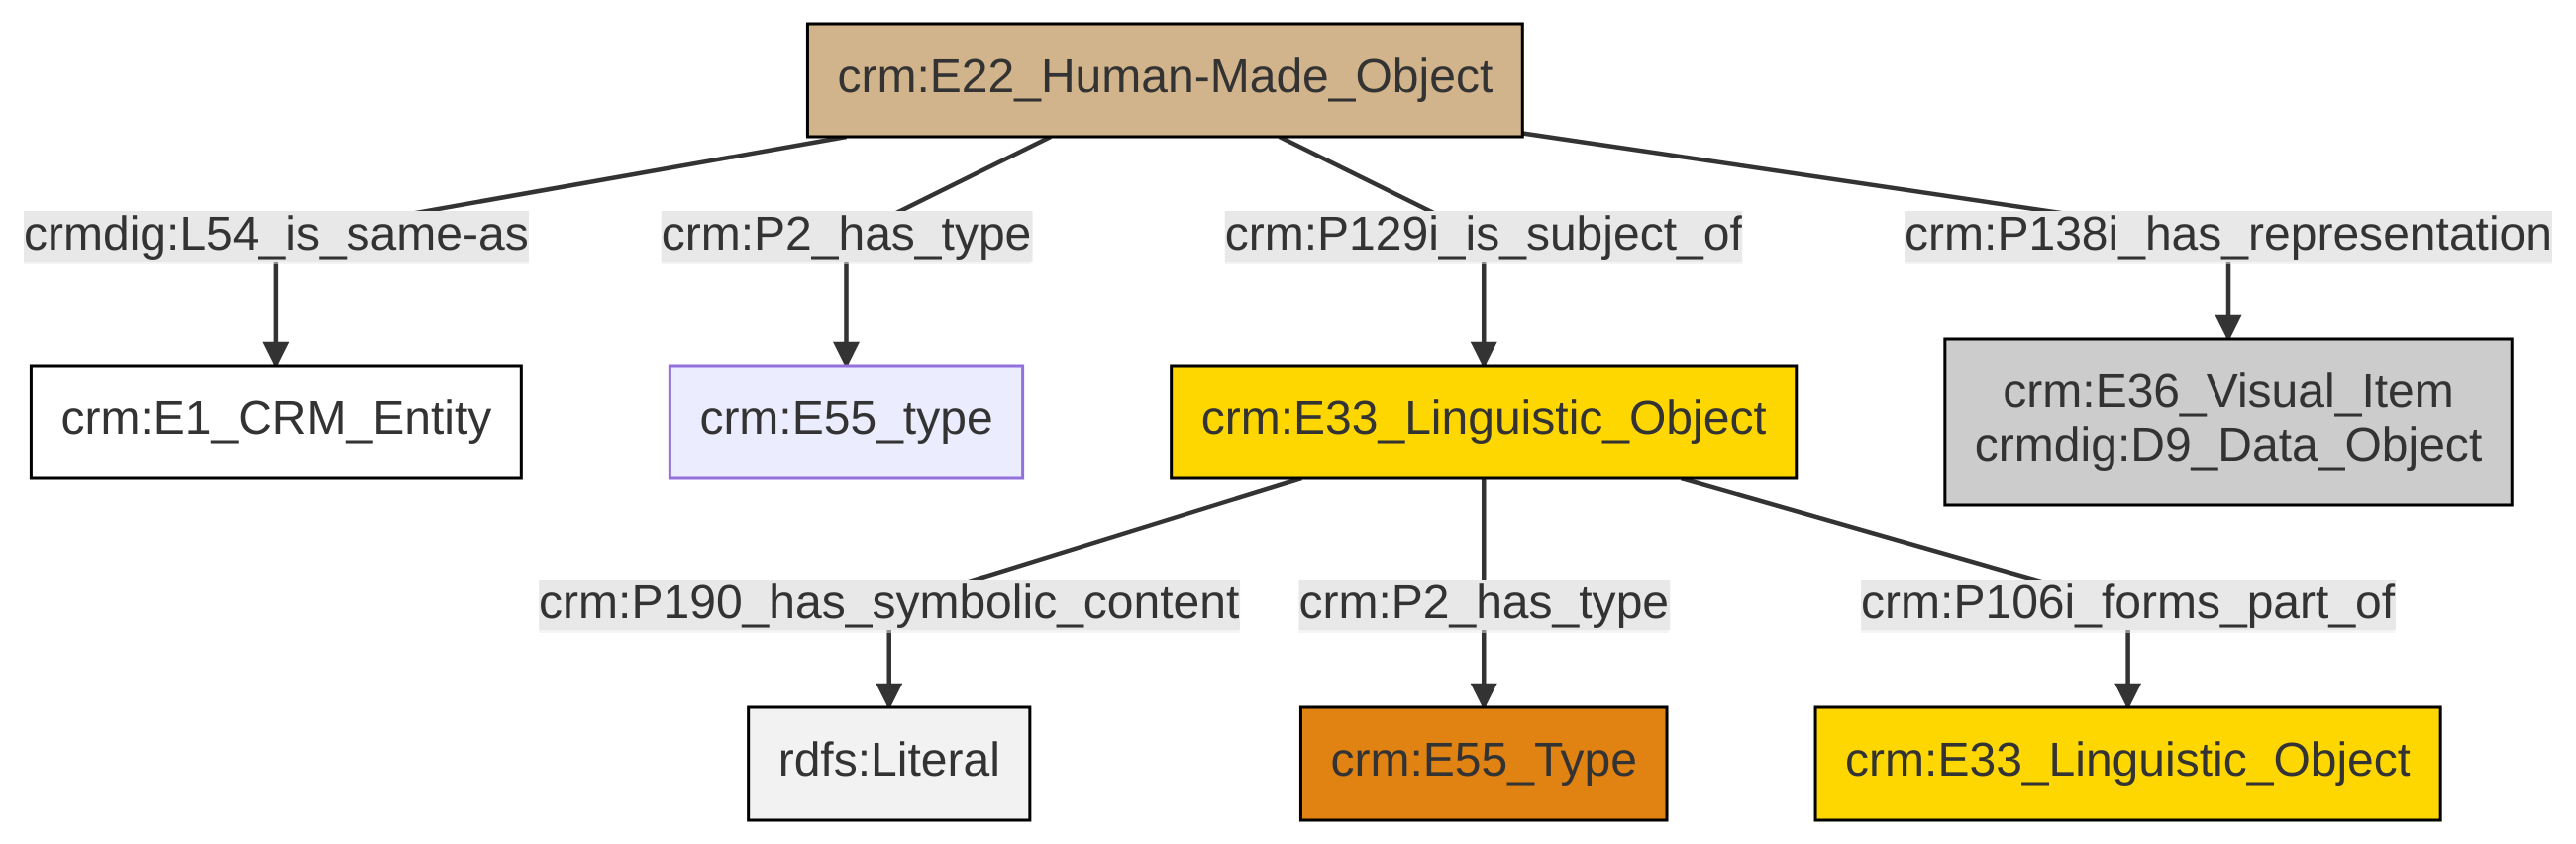 crm:E22_Human-Made_Object
crmdig:L54_is_same-as
crm:P2_has_type
crm:P129i_is_subject_of
crm:P138i_has_representation
crm:E1_CRM_Entity
crm:E55_type
crm:E33_Linguistic_Object
crm:E36_Visual_Item
crmdig:D9_Data_Object
crm:P190_has_symbolic_content
crm:P2_has_type
crm:P106i_forms_part_of
rdfs:Literal
crm:E55_Type
crm:E33_Linguistic_Object